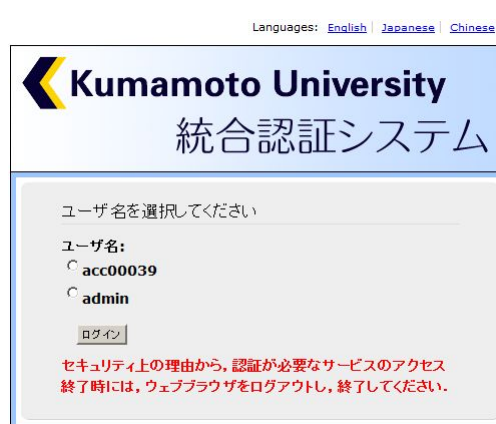 Languages: English | Japanese | Chinese
Kumamoto University
統合認証システム
ユーザ名を選択してください
ユーザ名:
acc00039
admin
ログイン
セキュリティ上の理由から，認証が必要なサービスのアクセス
終了時には，ウェブブラウザをログアウトし，終了してください．